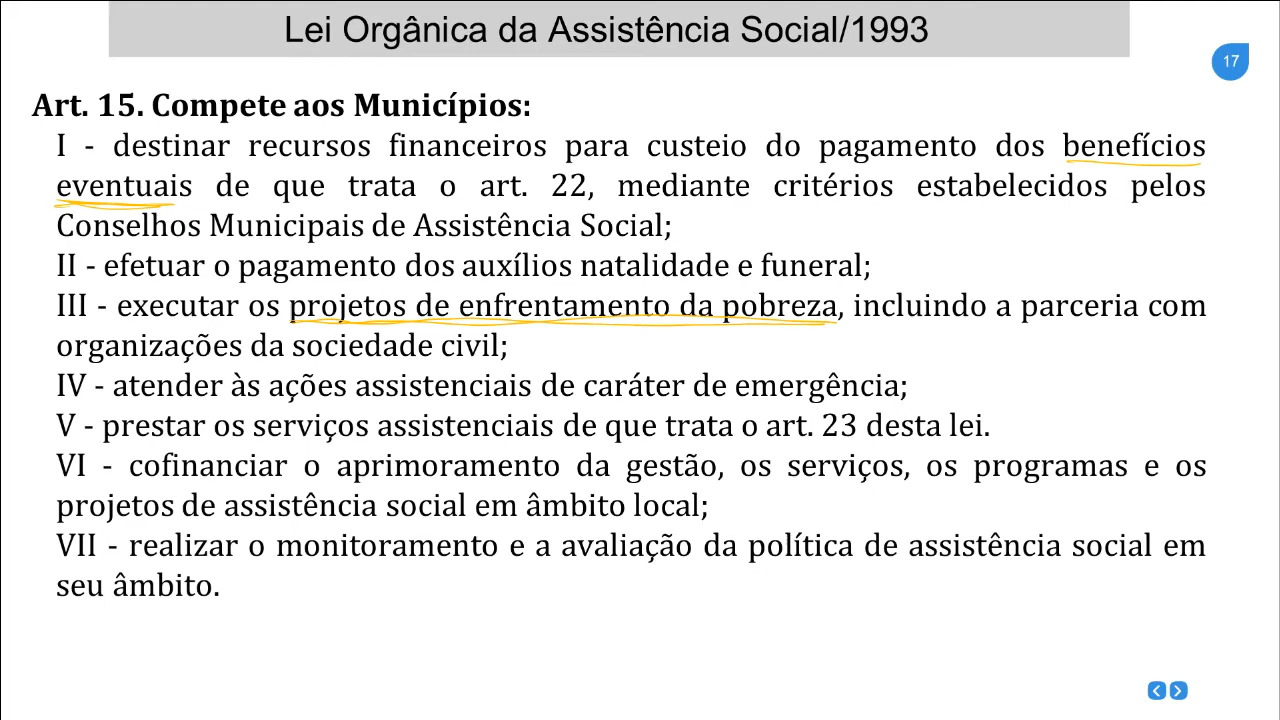 Lei Orgânica da Assistência Social/1993
17
Art. 15. Compete aos Municípios:
I - destinar recursos financeiros para custeio do pagamento dos benefícios
eventuais de que trata o art. 22, mediante critérios estabelecidos pelos
Conselhos Municipais de Assistência Social;
II - efetuar o pagamento dos auxílios natalidade e funeral;
III - executar os projetos de enfrentamento da pobreza, incluindo a parceria com
organizações da sociedade civil;
IV - atender às ações assistenciais de caráter de emergência;
V - prestar os serviços assistenciais de que trata o art. 23 desta lei.
VI - cofinanciar o aprimoramento da gestão, os serviços, os programas e os
projetos de assistência social em âmbito local;
VII - realizar o monitoramento e a avaliação da política de assistência social em
seu âmbito.